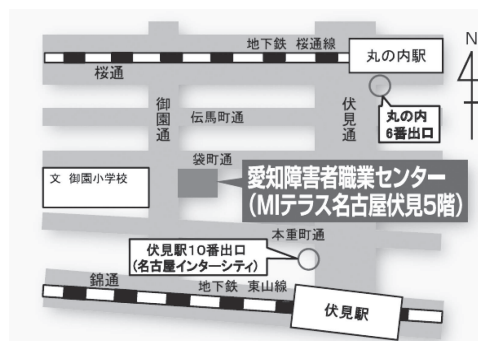 N
地下鉄 桜通線
丸の内駅
桜通
御園通
伝馬町通
伏見通
丸の内
6番出口
袋町通
文 御園小学校
愛知障害者職業センター
(MIテラス名古屋伏見5階)
本重町通
伏見駅10番出口
(名古屋インターシティ)
錦通
地下鉄 東山線
伏見駅